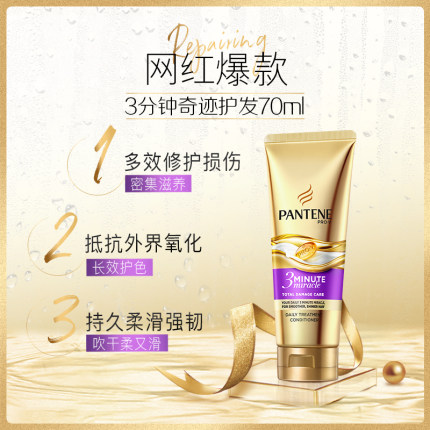 Repairing
网红爆款
3分钟奇迹护发70ml
1
多效修护损伤
密集滋养
2
抵抗外界氧化
长效护色
3
持久柔滑强韧
吹干柔又滑
PANTENE
PRO-V
3 MINUTE
miracle
TOTAL DAMAGE CARE
DAILY TREATMENT
CONDITIONER